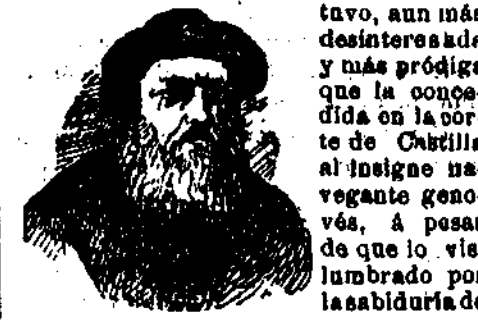 tuvo, aun más
desinteresada
y más pródiga
que la conce-
dida en la cor-
te de Castilla
al insigne na-
vegante geno-
vés, á pesar
de que lo vis-
lumbrado por
la sabiduría de